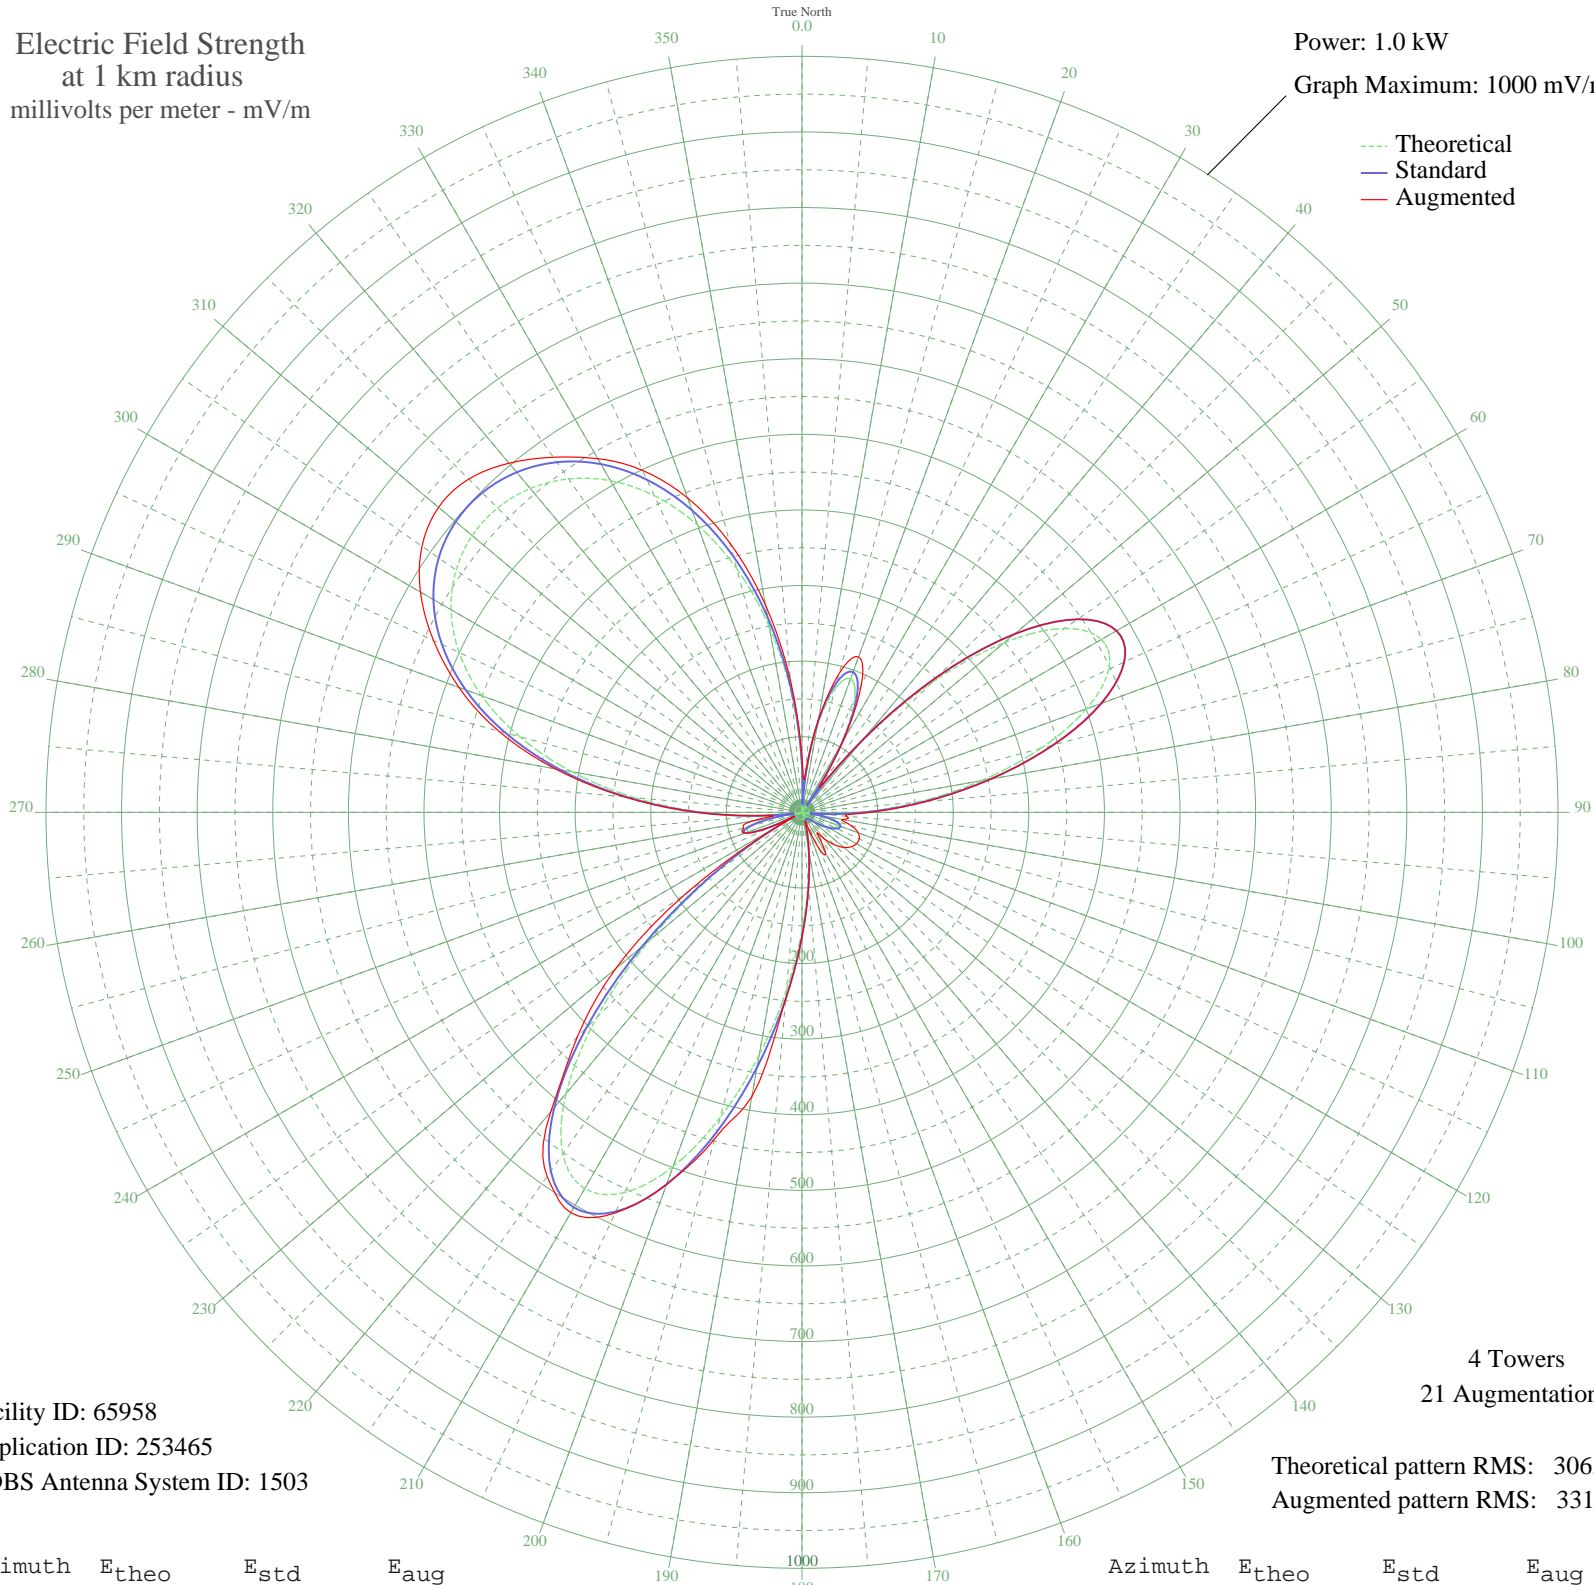 True North
0.0
Electric Field Strength
at 1 km radius
millivolts per meter - mV/m
Power: 1.0 kW
Graph Maximum: 1000 mV/
Theoretical
Standard
Augmented
10
20
30
40
50
60
70
80
90
100
110
120
130
140
150
160
170
190
200
210
220
230
240
250
260
270
280
290
300
310
320
330
340
350
200
300
400
500
600
700
800
900
1000
4 Towers
21 Augmentation
cility ID: 65958
plication ID: 253465
DBS Antenna System ID: 1503
Theoretical pattern RMS: 306
Augmented pattern RMS: 331
imuth Etheo Estd Eaug
Azimuth Etheo Estd Eaug